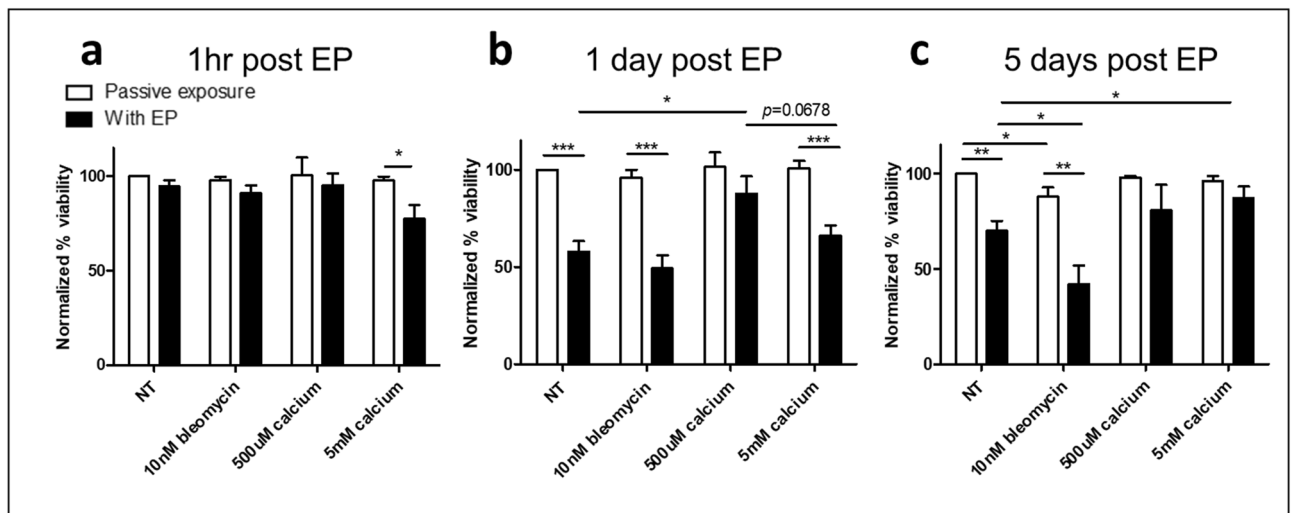 a 1hr post EP
Passive exposure
With EP
*
Normalized % viability
100
50
0
NT
10nM bleomycin
500uM calcium
5mM calcium
b 1 day post EP
*
p=0.0678
***
***
***
Normalized % viability
100
50
0
NT
10nM bleomycin
500uM calcium
5mM calcium
c 5 days post EP
*
*
*
**
**
Normalized % viability
100
50
0
NT
10nM bleomycin
500uM calcium
5mM calcium